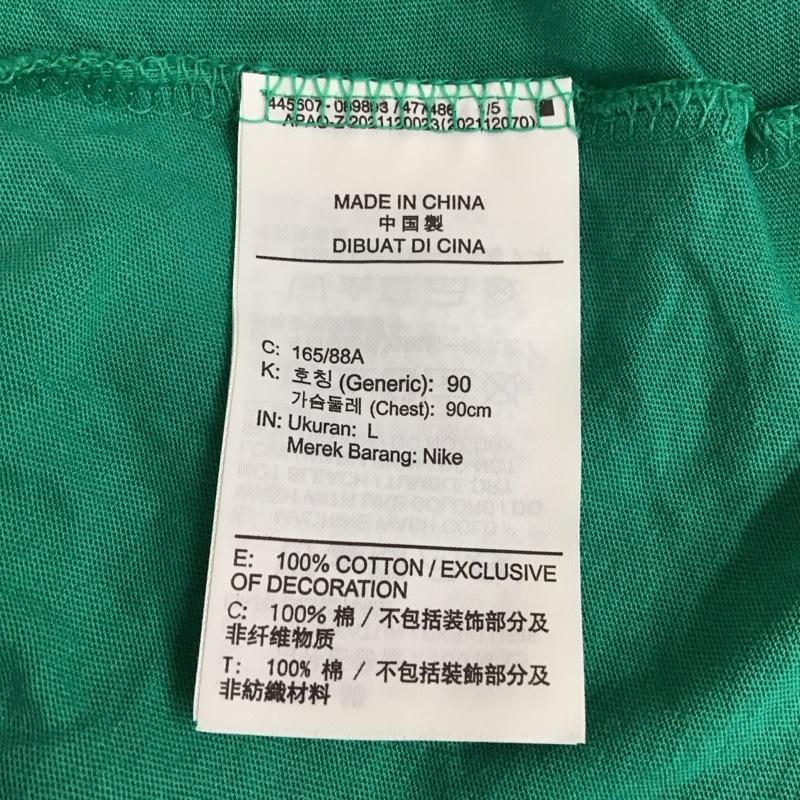 MADE IN CHINA
中国製
DIBUAT DI CINA
C: 165/88A
K: 호칭 (Generic): 90
가슴둘레 (Chest): 90cm
IN: Ukuran: L
Merek Barang: Nike
E: 100% COTTON / EXCLUSIVE
OF DECORATION
C: 100% 棉 / 不包括装饰部分及
非纤维物质
T: 100% 棉 / 不包括裝飾部分及
非紡織材料